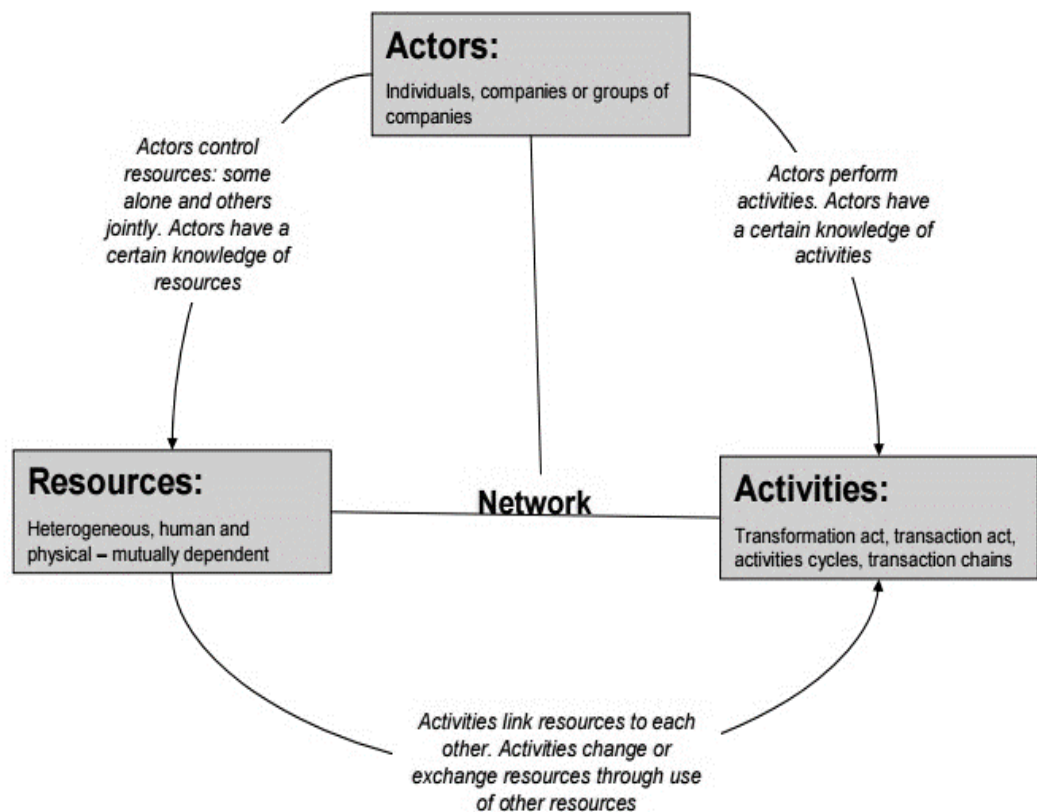 Actors:
Individuals, companies or groups of
companies
Actors control
resources: some
alone and others
jointly. Actors have a
certain knowledge of
resources
Actors perform
activities. Actors have
a certain knowledge of
activities
Resources:
Heterogeneous, human and
physical – mutually dependent
Network
Activities:
Transformation act, transaction act,
activities cycles, transaction chains
Activities link resources to each
other. Activities change or
exchange resources through use
of other resources